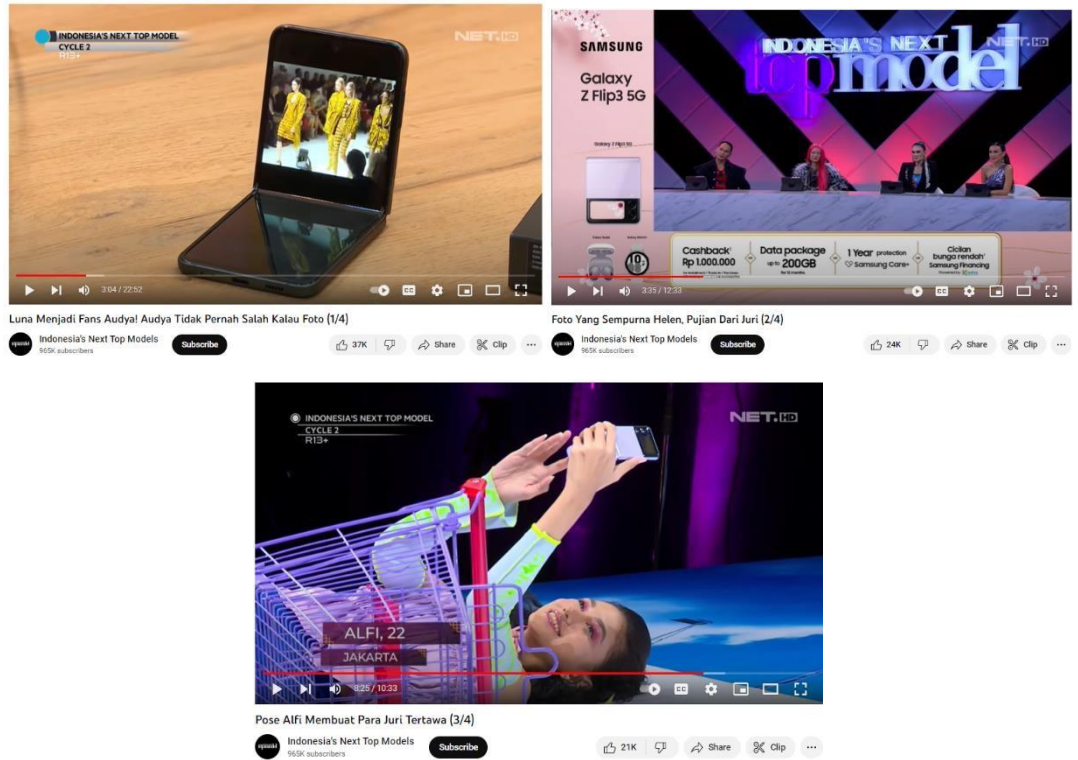 INDONESIA'S NEXT TOP MODEL
CYCLE 2
R13+
NET.HD
3:04 / 22:52
Luna Menjadi Fans Audya! Audya Tidak Pernah Salah Kalau Foto (1/4)
Indonesia's Next Top Models
965K subscribers
Subscribe
37K
Share
Clip
SAMSUNG
Galaxy
Z Flip3 5G
Galaxy Z Flip3 5G
INDONESIA'S NEXT
top model
NET.HD
Cashback
Rp 1.000.000
Data package
up to 200GB
1 Year protection
Samsung Care+
Cicilan
bunga rendah
Samsung Financing
3:35 / 12:33
Foto Yang Sempurna Helen, Pujian Dari Juri (2/4)
Indonesia's Next Top Models
965K subscribers
Subscribe
24K
Share
Clip
INDONESIA'S NEXT TOP MODEL
CYCLE 2
R13+
NET.HD
ALFI, 22
JAKARTA
8:25 / 10:33
Pose Alfi Membuat Para Juri Tertawa (3/4)
Indonesia's Next Top Models
965K subscribers
Subscribe
21K
Share
Clip